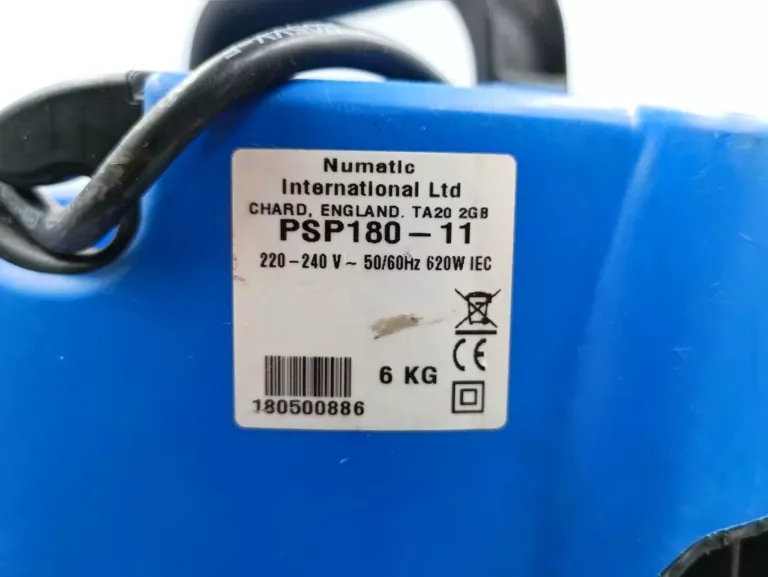 Numatic
International Ltd
CHARD, ENGLAND. TA20 2GB
PSP180-11
220-240 V ~ 50/60Hz 620W IEC
CE
6 KG
180500886